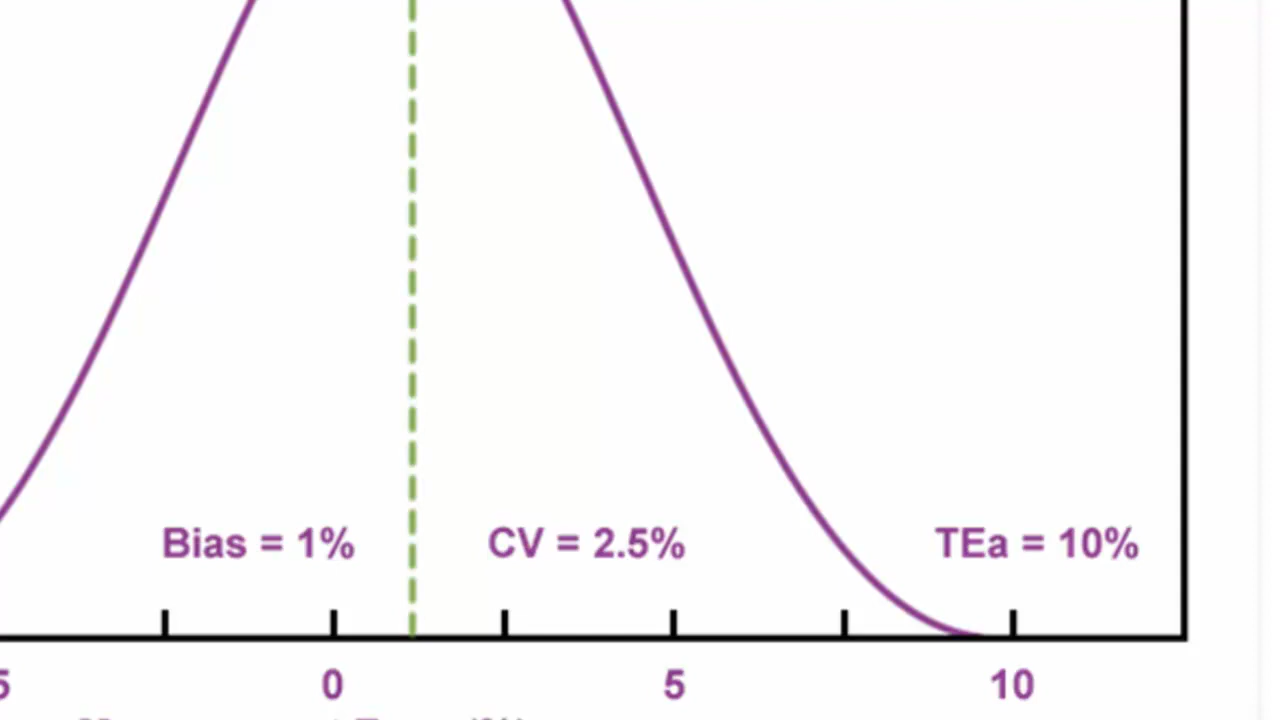 Bias = 1% CV = 2.5% TEa = 10%
5 0 5 10